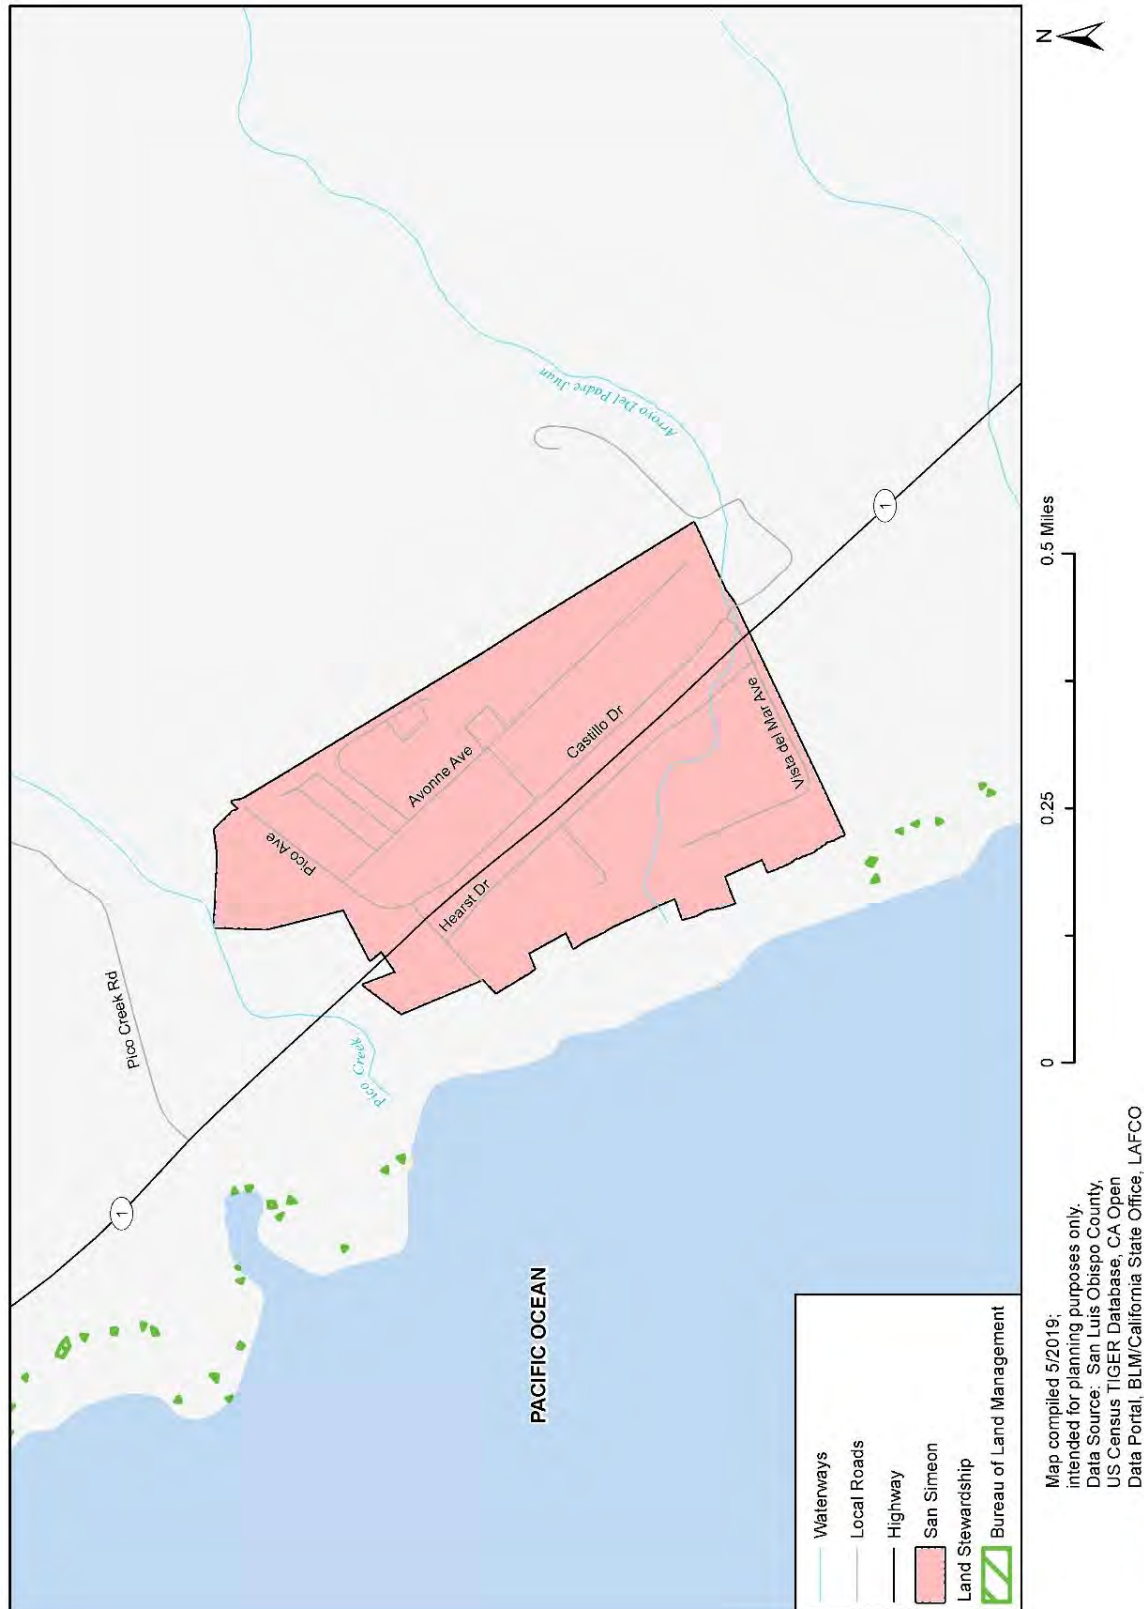 Pico Creek Rd
1
Pico Creek
Pico Ave
Avonne Ave
Hearst Dr
Castillo Dr
Vista del Mar Ave
Arroyo Del Padre Juan
1
PACIFIC OCEAN
Waterways
Local Roads
Highway
San Simeon
Land Stewardship
Bureau of Land Management
Map compiled 5/2019;
intended for planning purposes only.
Data Source: San Luis Obispo County,
US Census TIGER Database, CA Open
Data Portal, BLM/California State Office, LAFCO
0
0.25
0.5 Miles
N